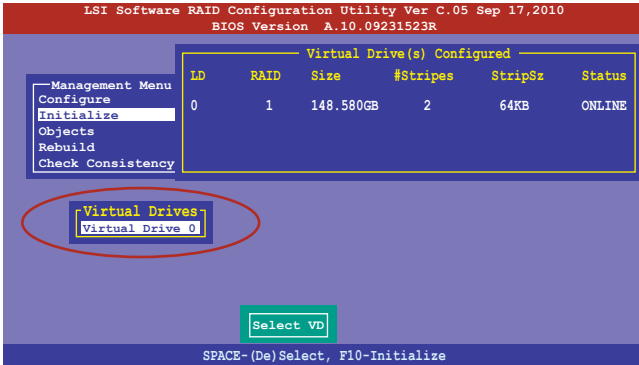 LSI Software RAID Configuration Utility Ver C.05 Sep 17,2010
BIOS Version A.10.09231523R
Virtual Drive(s) Configured
LD RAID Size #Stripes StripSz Status
0 1 148.580GB 2 64KB ONLINE
Management Menu
Configure
Initialize
Objects
Rebuild
Check Consistency
Virtual Drives
Virtual Drive 0
Select VD
SPACE-(De)Select, F10-Initialize